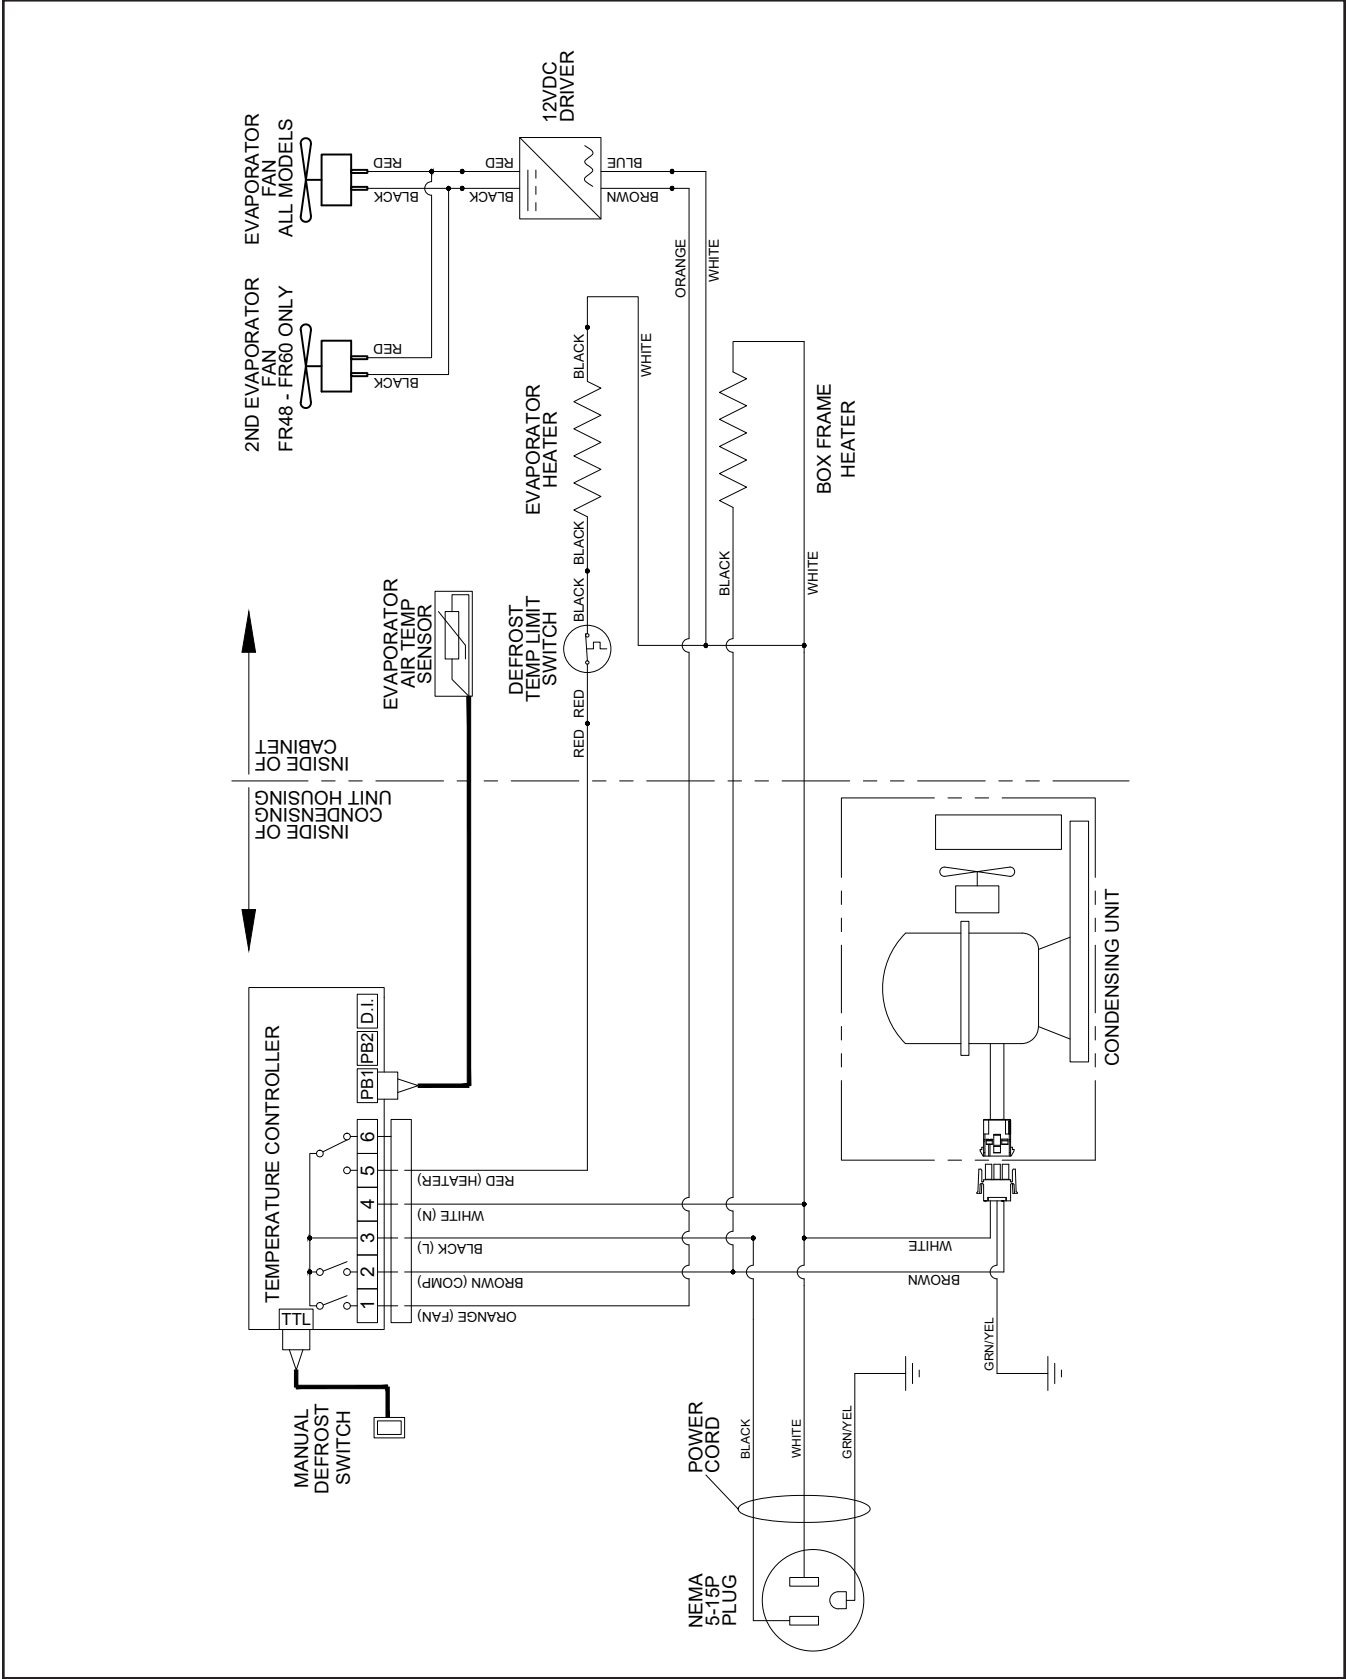 EVAPORATOR
FAN
ALL MODELS
2ND EVAPORATOR
FAN
FR48 - FR60 ONLY
RED
BLACK
RED
BLACK
RED
BLACK
12VDC
DRIVER
BLUE
BROWN
ORANGE
WHITE
BLACK
WHITE
EVAPORATOR
HEATER
BLACK
BLACK
BOX FRAME
HEATER
BLACK
WHITE
EVAPORATOR
AIR TEMP
SENSOR
DEFROST
TEMP LIMIT
SWITCH
RED
RED
INSIDE OF
CABINET
INSIDE OF
CONDENSING
UNIT HOUSING
TEMPERATURE CONTROLLER
TTL
1
2
3
4
5
6
PB1
PB2
D.I.
RED (HEATER)
WHITE (N)
BLACK (L)
BROWN (COMP)
ORANGE (FAN)
MANUAL
DEFROST
SWITCH
CONDENSING UNIT
WHITE
BROWN
GRN/YEL
POWER
CORD
BLACK
WHITE
GRN/YEL
NEMA
5-15P
PLUG